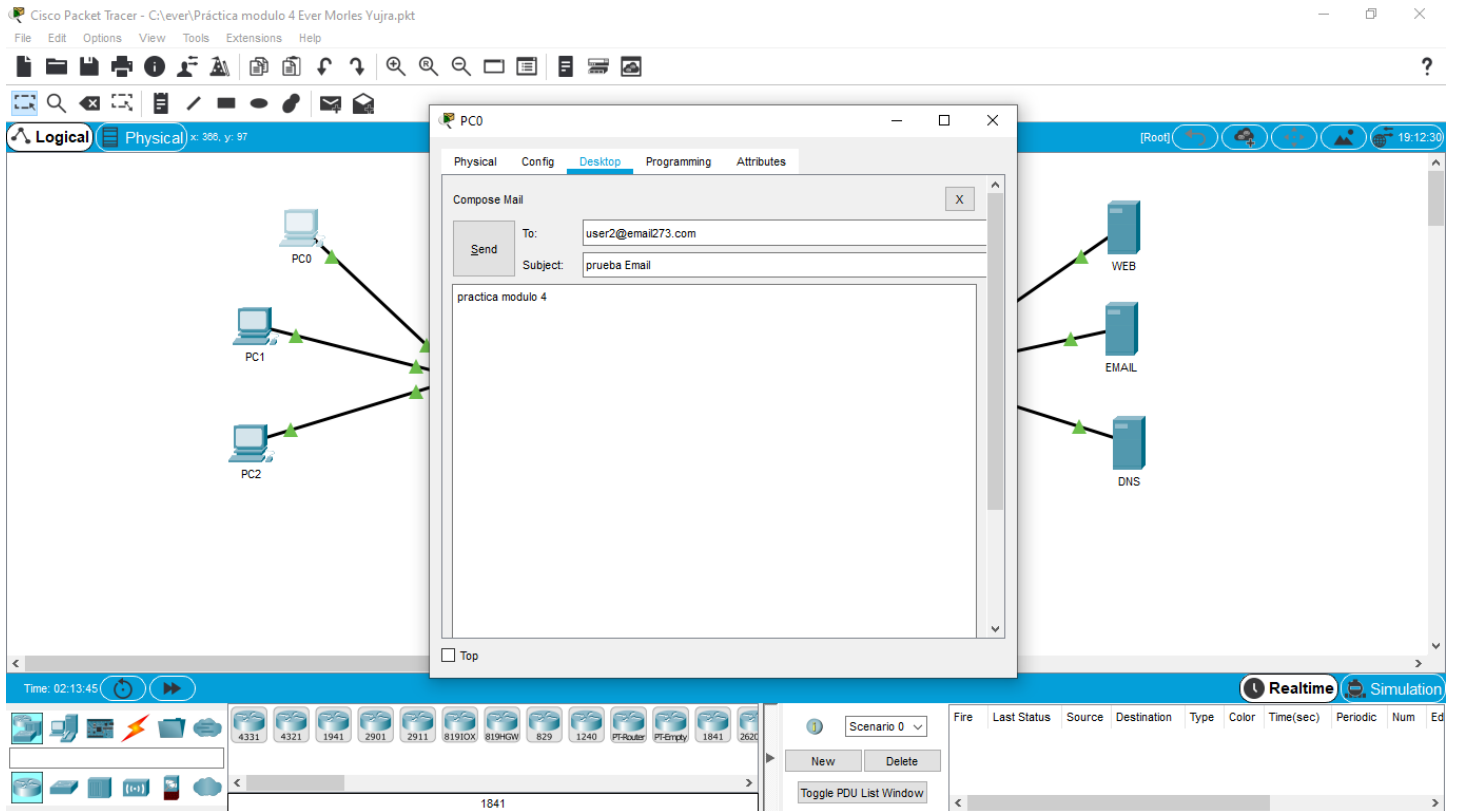 Cisco Packet Tracer - C:\ever\Práctica modulo 4 Ever Morles Yujra.pkt
File Edit Options View Tools Extensions Help
?
Logical Physical x: 366, y: 97 [Root] 19:12:30
PC0
Physical Config Desktop Programming Attributes
Compose Mail X
Send
To: user2@email273.com
Subject: prueba Email
practica modulo 4
Top
PC0
PC1
PC2
WEB
EMAIL
DNS
Time: 02:13:45 Realtime Simulation
4331 4321 1941 2901 2911 819IOX 819HGW 829 1240 PT-Router PT-Empty 1841
1841
Scenario 0
New Delete
Toggle PDU List Window
Fire Last Status Source Destination Type Color Time(sec) Periodic Num Ed